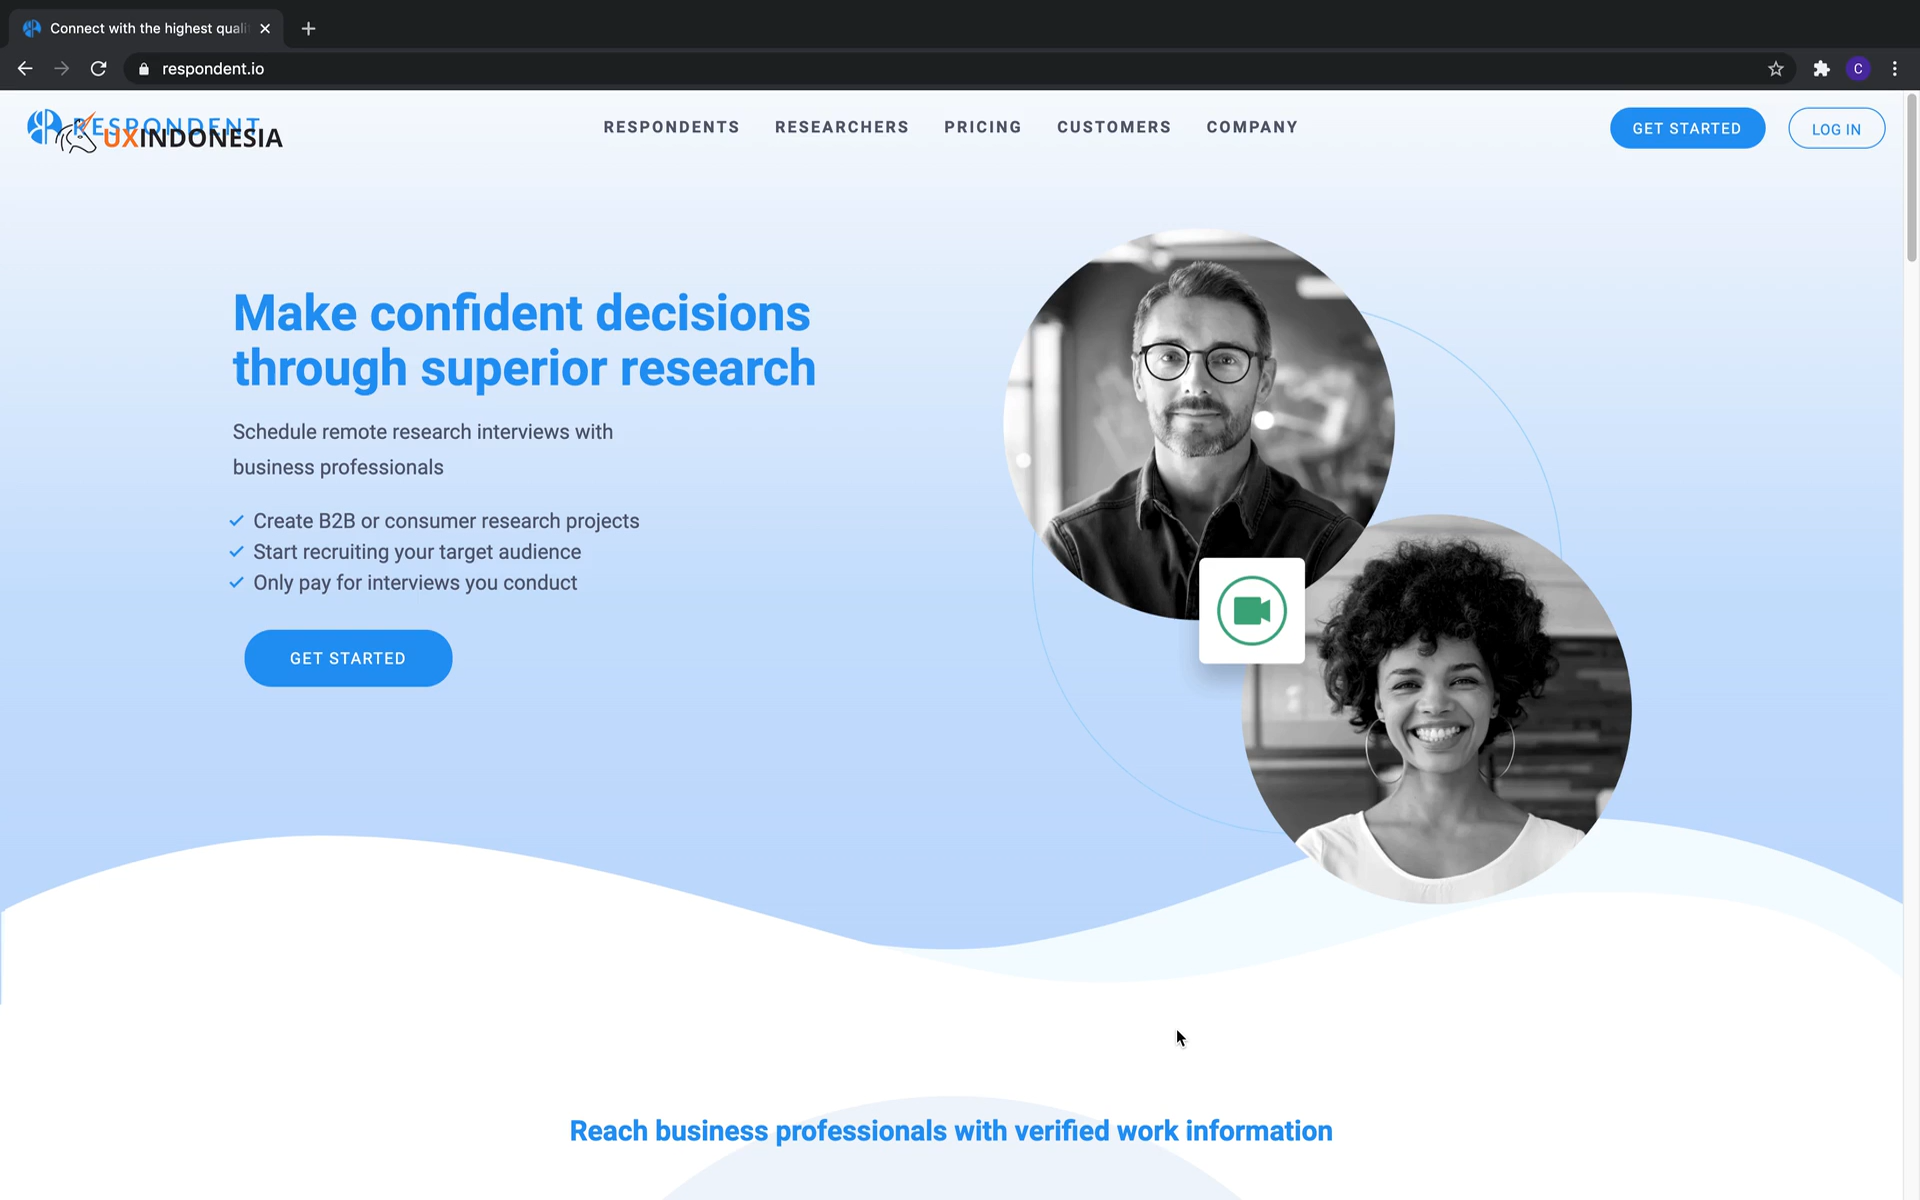 Connect with the highest quali
respondent.io
C
RESPONDENT
UXINDONESIA
RESPONDENTS
RESEARCHERS
PRICING
CUSTOMERS
COMPANY
GET STARTED
LOG IN
Make confident decisions
through superior research
Schedule remote research interviews with
business professionals
Create B2B or consumer research projects
Start recruiting your target audience
Only pay for interviews you conduct
GET STARTED
Reach business professionals with verified work information